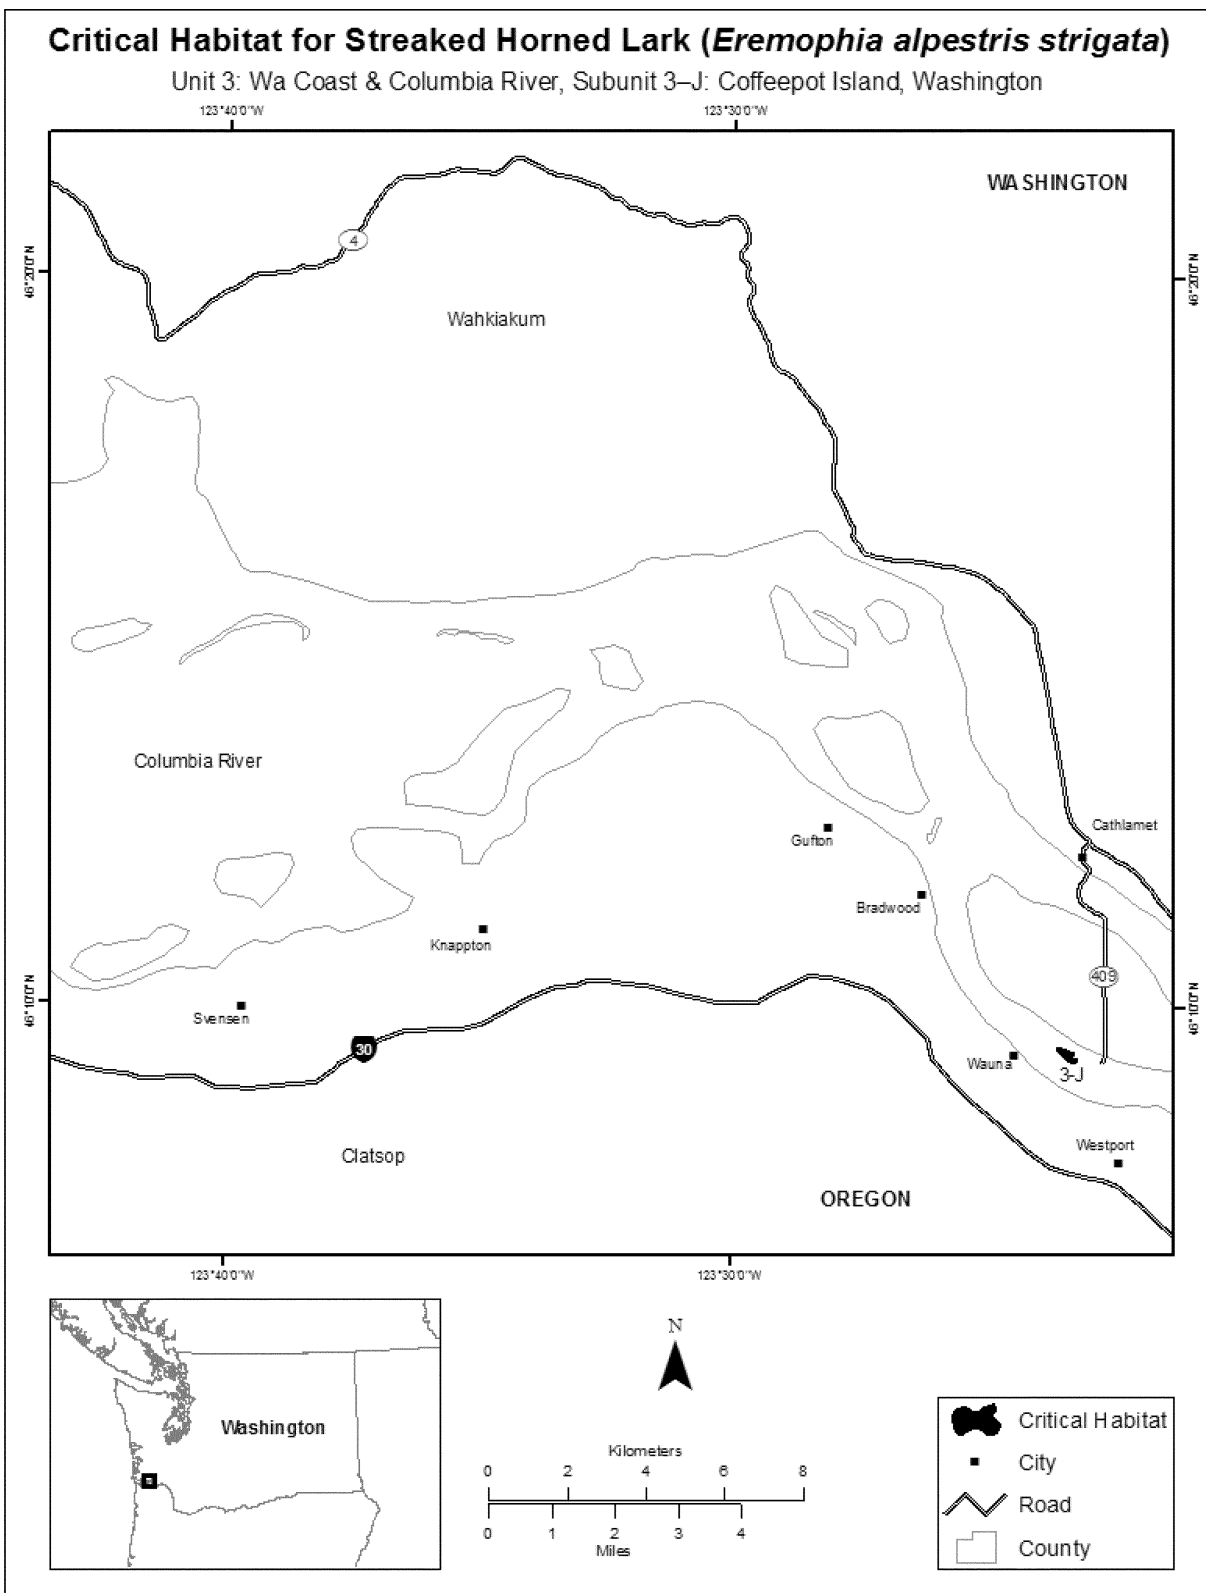 Critical Habitat for Streaked Horned Lark (Eremophia alpestris strigata)
Unit 3: Wa Coast & Columbia River, Subunit 3–J: Coffeepot Island, Washington
123°40'0"W 123°30'0"W
WASHINGTON
4
46°20'0"N 46°20'0"N
Wahkiakum
Columbia River
Cathlamet
Gufton
Bradwood
Knappton
409
46°10'0"N 46°10'0"N
Svensen
30
Wauna
3-J
Westport
Clatsop
OREGON
123°40'0"W 123°30'0"W
Washington
N
Kilometers
0 2 4 6 8
0 1 2 3 4
Miles
Critical Habitat
City
Road
County